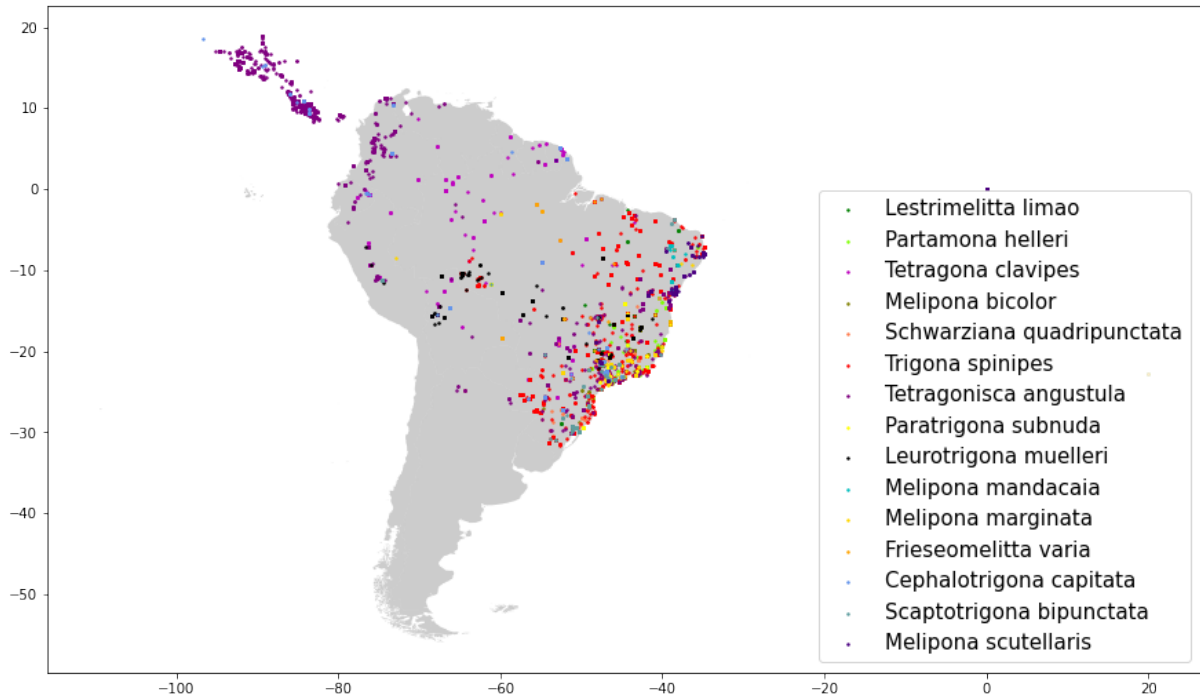 20
10
0
−10
−20
−30
−40
−50
Lestrimelitta limao
Partamona helleri
Tetragona clavipes
Melipona bicolor
Schwarziana quadripunctata
Trigona spinipes
Tetragonisca angustula
Paratrigona subnuda
Leurotrigona muelleri
Melipona mandacaia
Melipona marginata
Frieseomelitta varia
Cephalotrigona capitata
Scaptotrigona bipunctata
Melipona scutellaris
−100 −80 −60 −40 −20 0 20